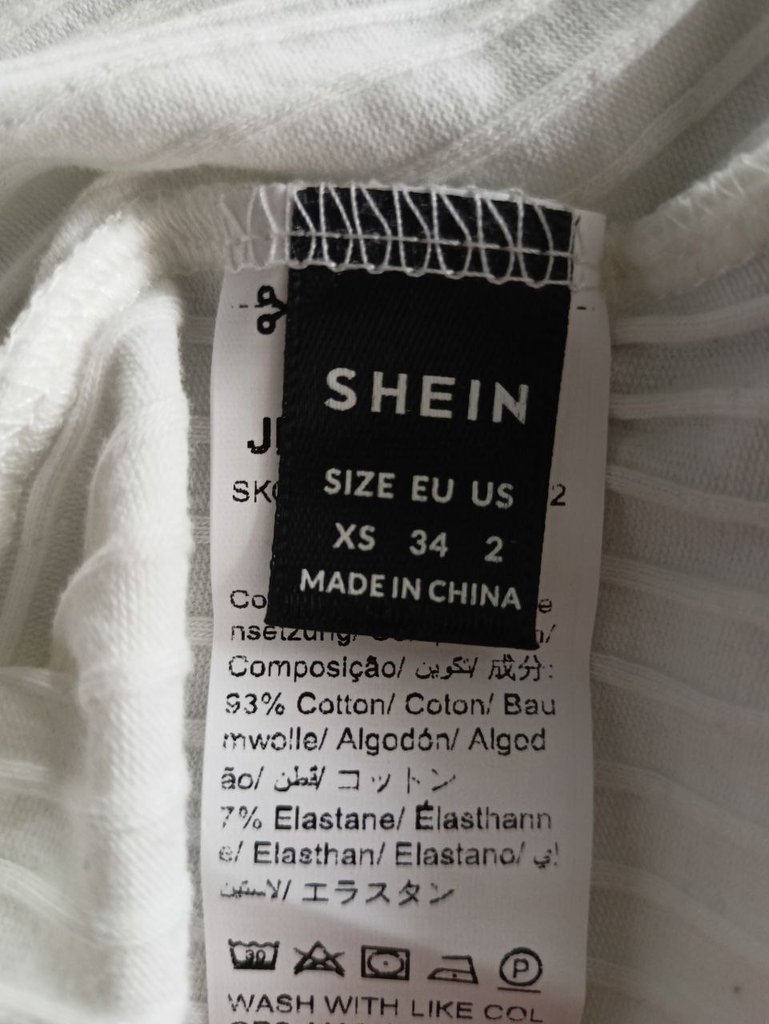 SHEIN
SIZE EU US
XS 34 2
MADE IN CHINA
2
Composição/ تكوين/ 成分:
93% Cotton/ Coton/ Bau
mwolle/ Algodón/ Algod
ão/ قطن/ コットン
7% Elastane/ Élasthann
e/ Elasthan/ Elastano/
エラスタン
30
P
WASH WITH LIKE COL